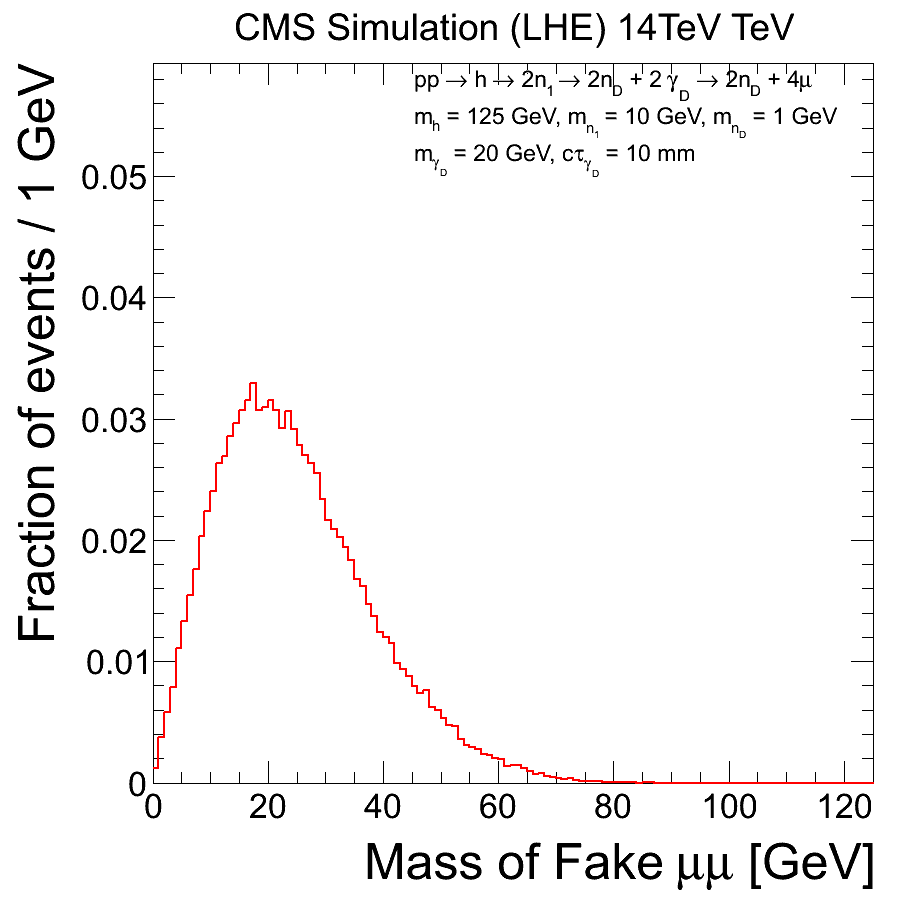 CMS Simulation (LHE) 14TeV TeV
pp → h → 2n₁ → 2n_D + 2 γ_D → 2n_D + 4μ
m_h = 125 GeV, m_n₁ = 10 GeV, m_n_D = 1 GeV
m_γ_D = 20 GeV, cτ_γ_D = 10 mm
Fraction of events / 1 GeV
0.05
0.04
0.03
0.02
0.01
0
0 20 40 60 80 100 120
Mass of Fake μμ [GeV]